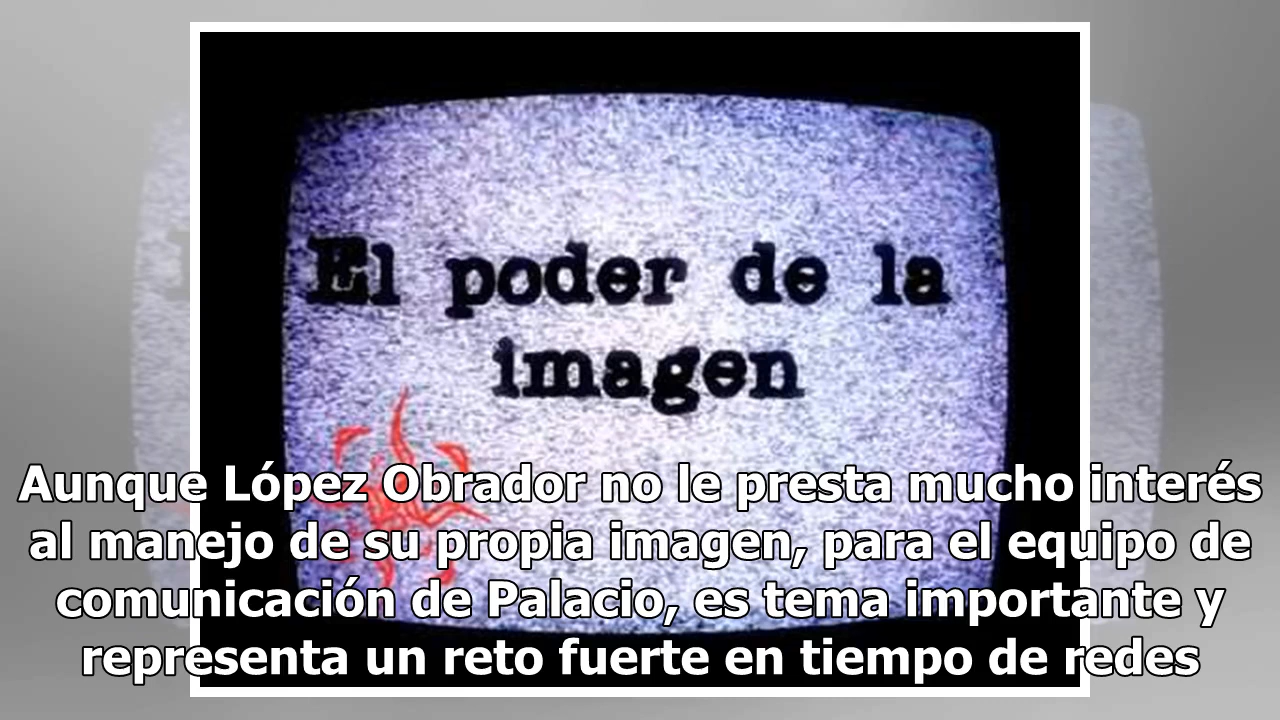 El poder de la
imagen
Aunque López Obrador no le presta mucho interés
al manejo de su propia imagen, para el equipo de
comunicación de Palacio, es tema importante y
representa un reto fuerte en tiempo de redes